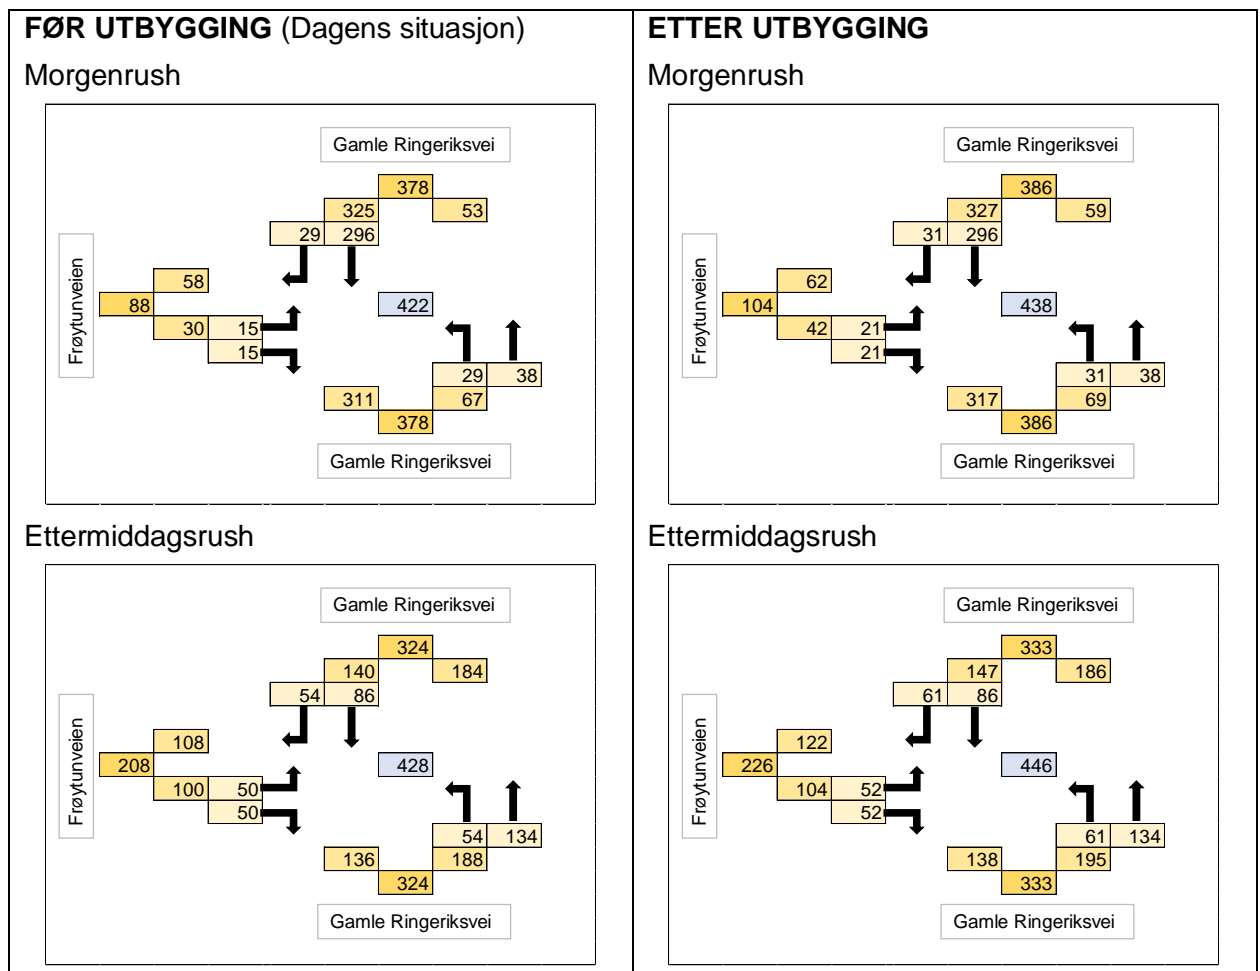 FØR UTBYGGING (Dagens situasjon)
Morgenrush
Gamle Ringeriksvei
378
325 53
29 296
Frøytunveien
58
88 422
30 15
15
29 38
311 67
378
Gamle Ringeriksvei
Ettermiddagsrush
Gamle Ringeriksvei
324
140 184
54 86
Frøytunveien
108
208 428
100 50
50
54 134
136 188
324
Gamle Ringeriksvei
ETTER UTBYGGING
Morgenrush
Gamle Ringeriksvei
386
327 59
31 296
Frøytunveien
62
104 438
42 21
21
31 38
317 69
386
Gamle Ringeriksvei
Ettermiddagsrush
Gamle Ringeriksvei
333
147 186
61 86
Frøytunveien
122
226 446
104 52
52
61 134
138 195
333
Gamle Ringeriksvei